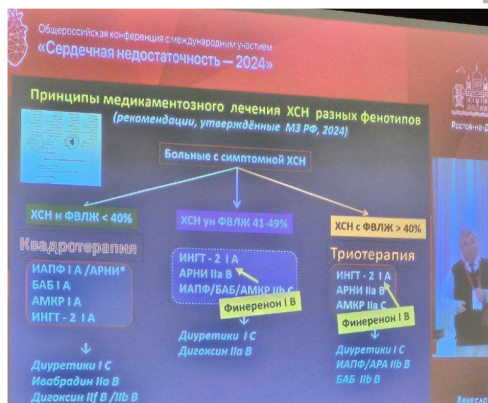 Общероссийская конференция с международным участием
«Сердечная недостаточность — 2024»
Ростов-на-Д
Принципы медикаментозного лечения ХСН разных фенотипов
(рекомендации, утверждённые МЗ РФ, 2024)
Больные с симптомной ХСН
ХСН н ФВЛЖ < 40%
Квадротерапия
ИАПФ I A /АРНИ*
БАБ I A
АМКР I A
ИНГТ - 2 I A
Диуретики I C
Ивабрадин IIa B
Дигоксин IIf B /IIb B
ХСН ун ФВЛЖ 41-49%
ИНГТ - 2 I A
АРНИ IIa B
ИАПФ/БАБ/АМКР IIb C
Финеренон I B
Диуретики I C
Дигоксин IIa B
ХСН с ФВЛЖ > 40%
Триотерапия
ИНГТ - 2 I A
АРНИ IIa B
АМКР IIa C
Финеренон I B
Диуретики I C
ИАПФ/АРА IIb B
БАБ IIb B